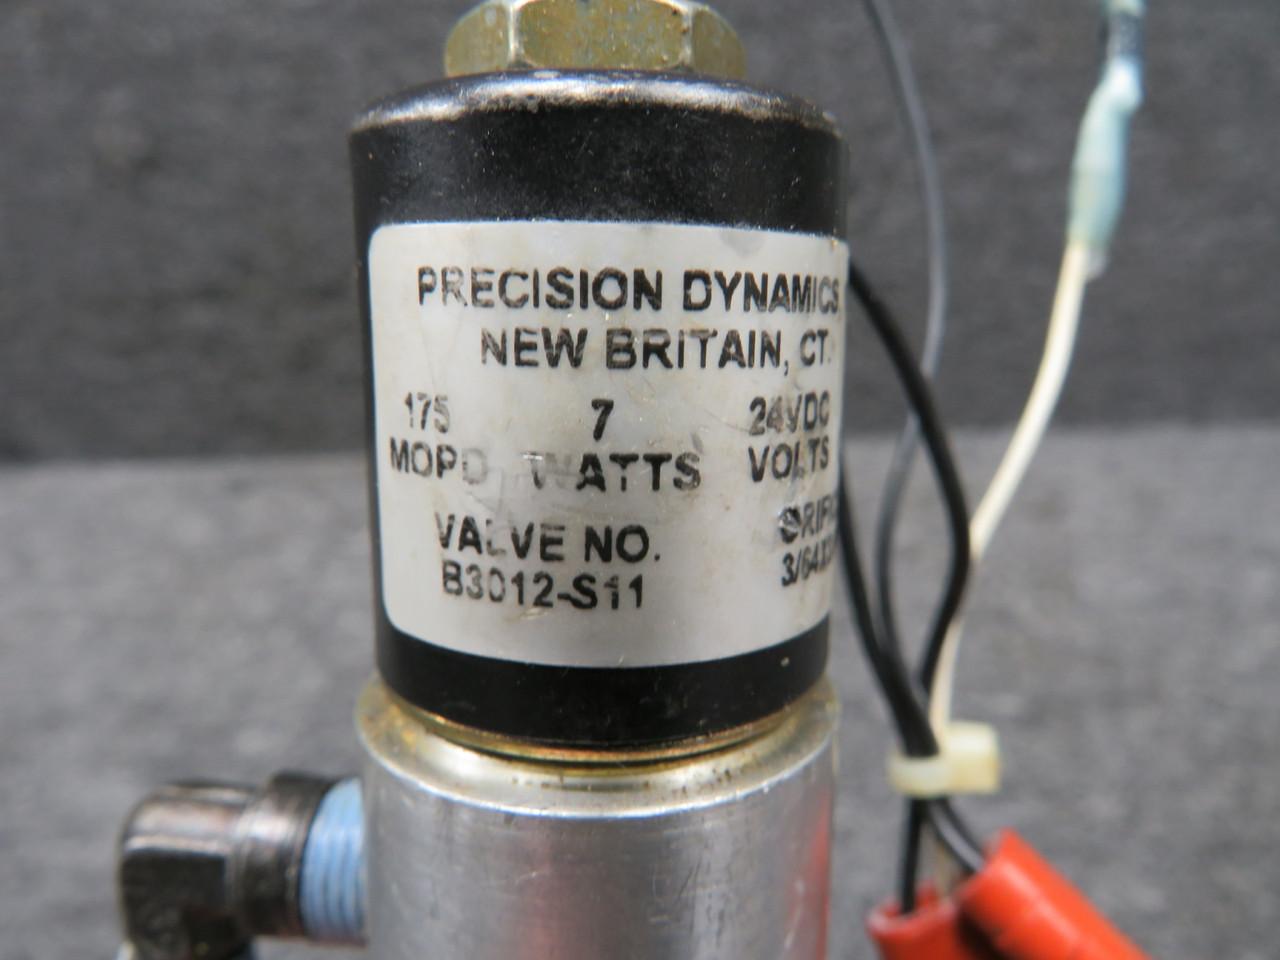 PRECISION DYNAMICS
NEW BRITAIN, CT.
175 7 24VDC
MOPD WATTS VOLTS
VALVE NO.
B3012-S11